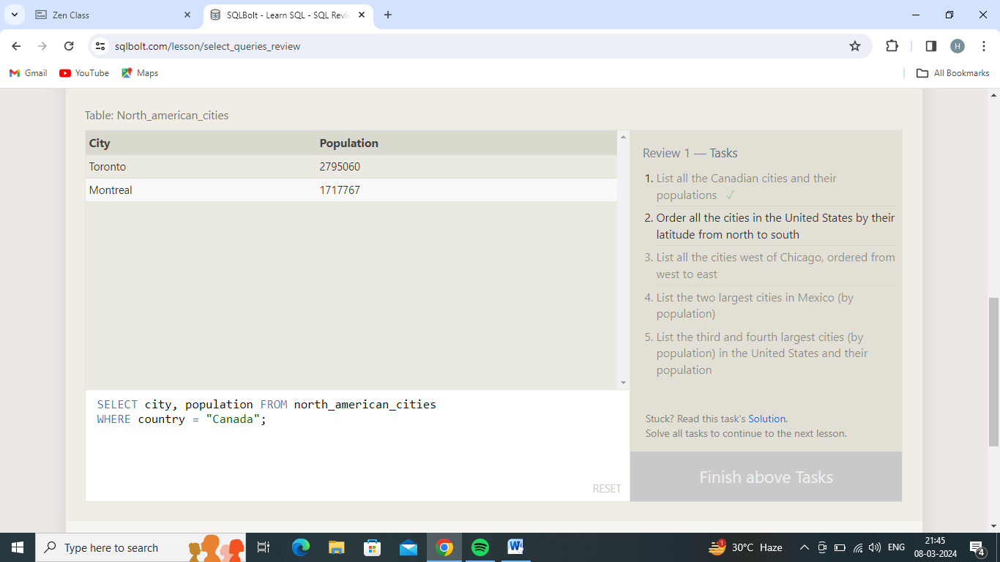 Zen Class
SQLBolt - Learn SQL - SQL Revie
sqlbolt.com/lesson/select_queries_review
H
Gmail
YouTube
Maps
All Bookmarks
Table: North_american_cities
City Population
Toronto 2795060
Montreal 1717767
SELECT city, population FROM north_american_cities
WHERE country = "Canada";
RESET
Review 1 — Tasks
1. List all the Canadian cities and their
populations ✓
2. Order all the cities in the United States by their
latitude from north to south
3. List all the cities west of Chicago, ordered from
west to east
4. List the two largest cities in Mexico (by
population)
5. List the third and fourth largest cities (by
population) in the United States and their
population
Stuck? Read this task's Solution.
Solve all tasks to continue to the next lesson.
Finish above Tasks
Type here to search
W
1
30°C Haze
ENG
21:45
08-03-2024
4